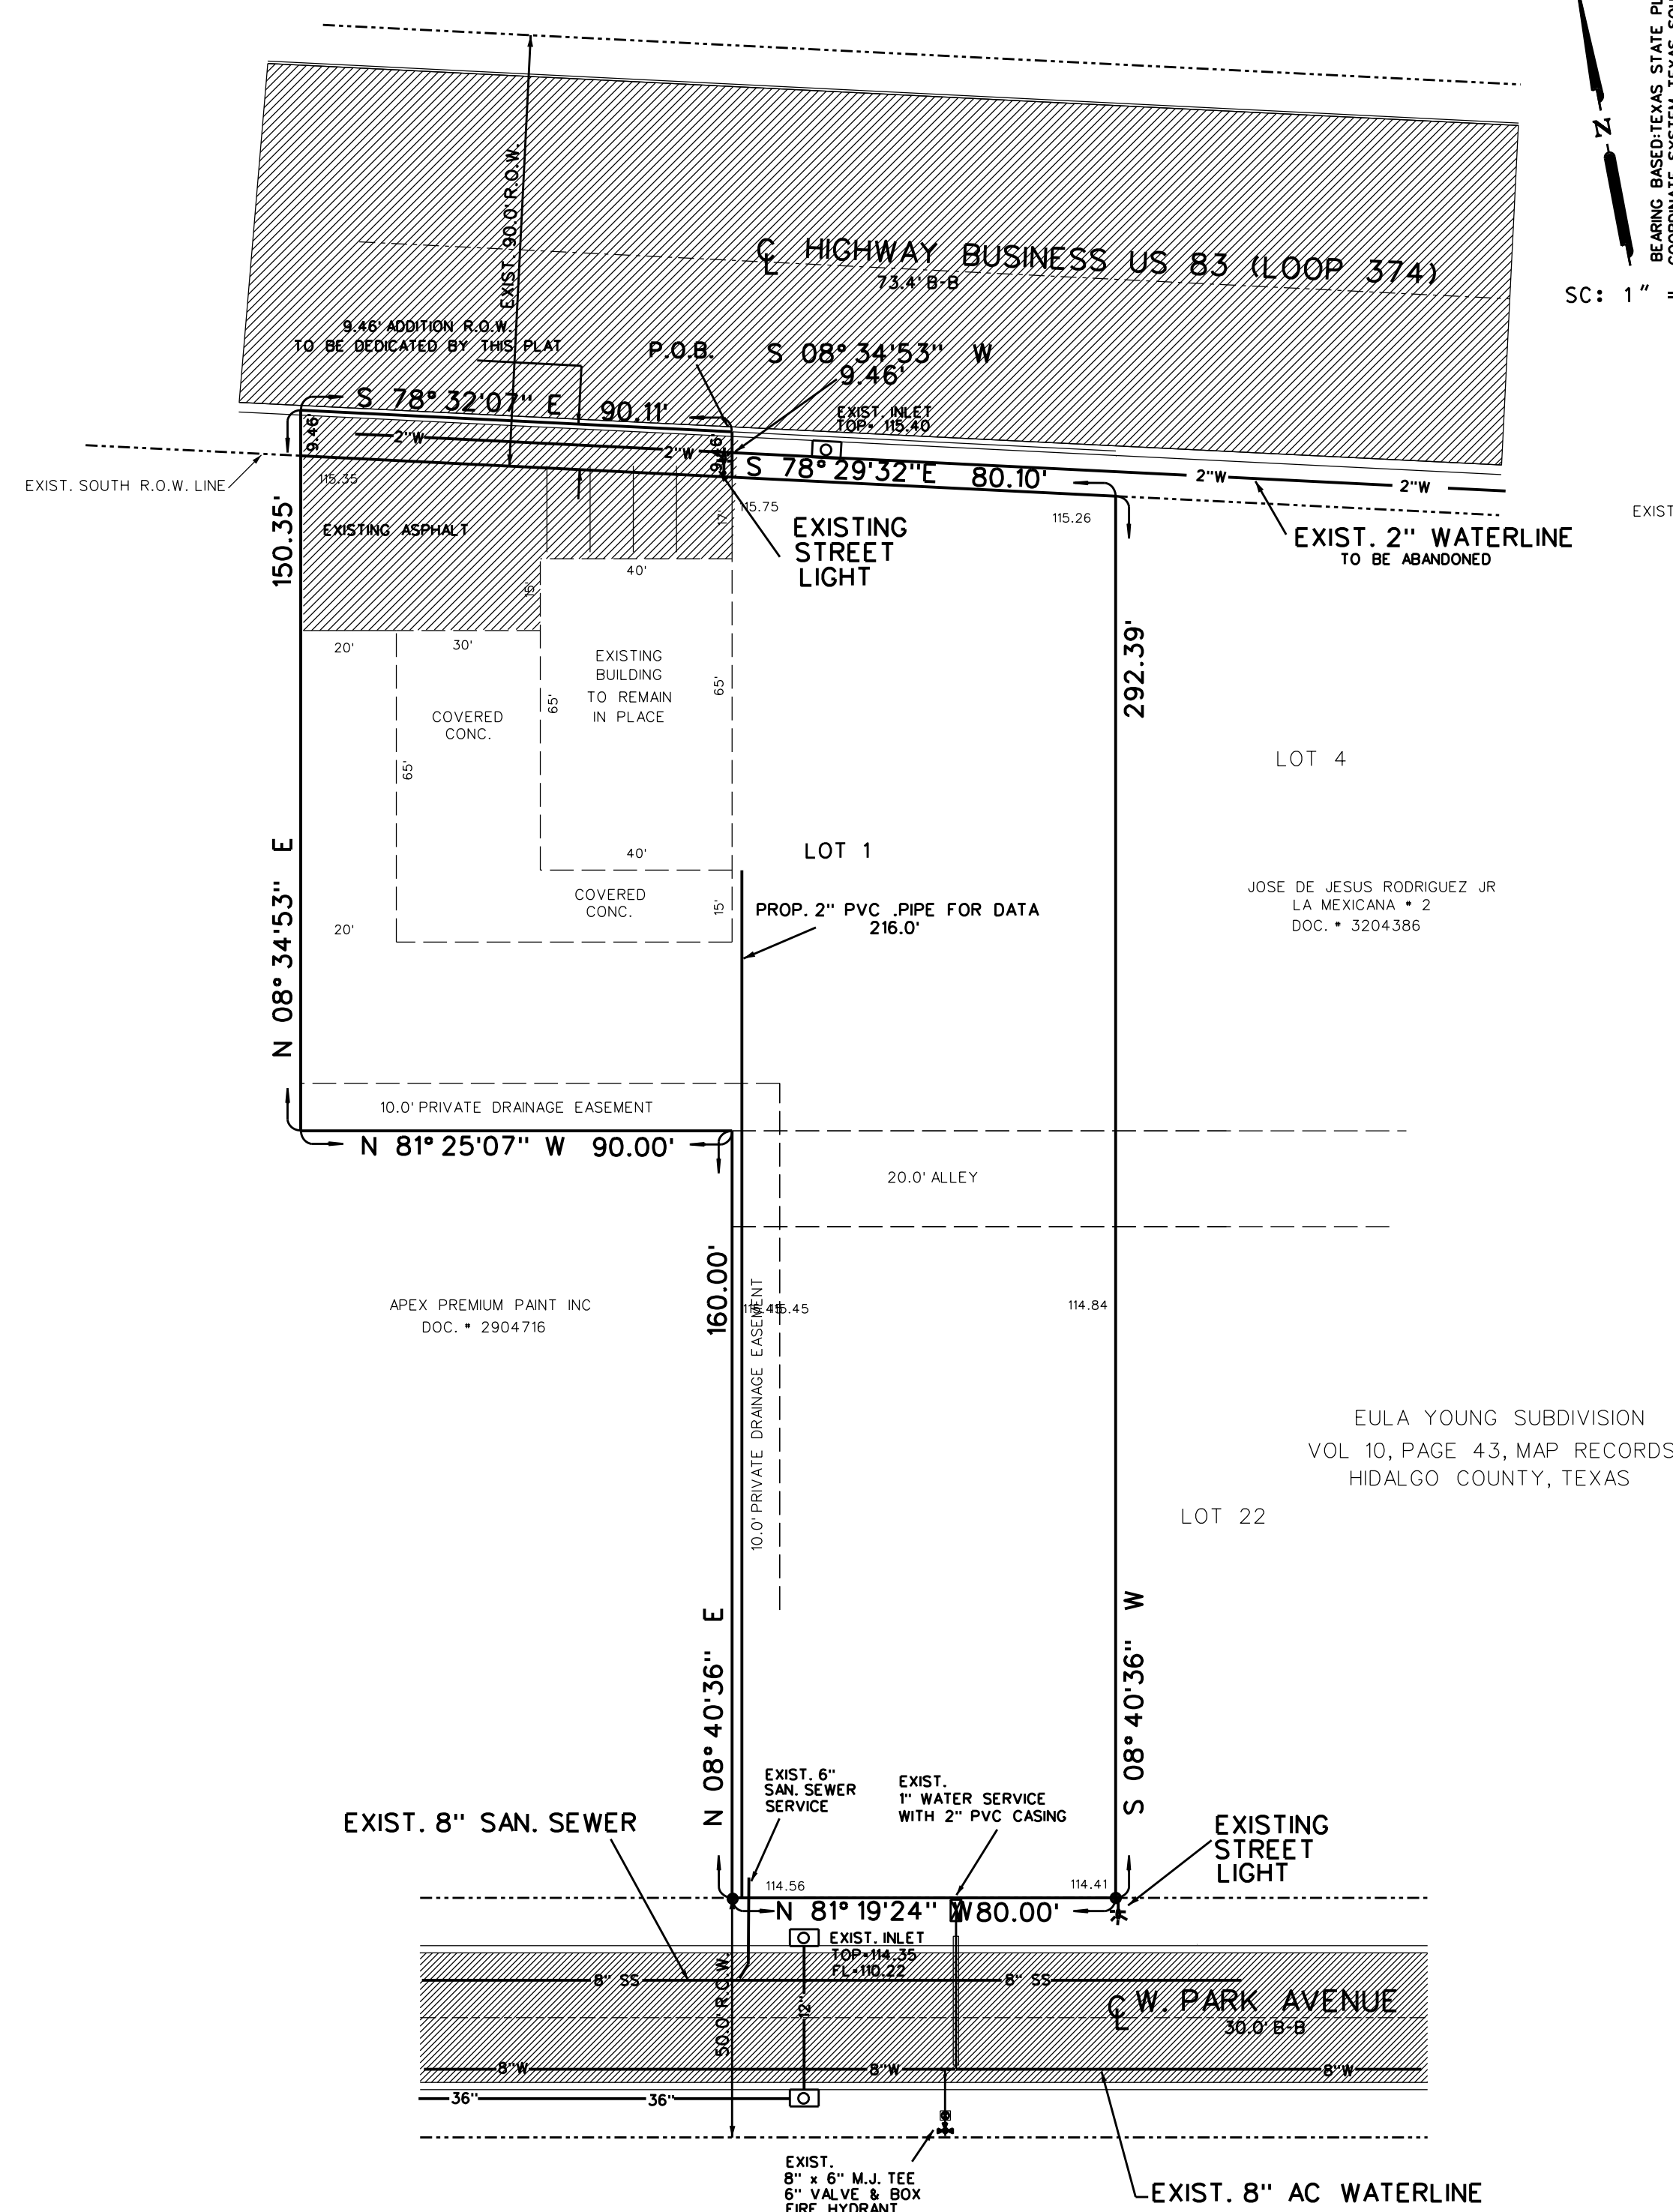 BEARING BASED:TEXAS STATE
N
SC: 1"
EXIST. 90.0' R.O.W.
C/L HIGHWAY BUSINESS US 83 (LOOP 374)
73.4' B-B
9.46' ADDITION R.O.W.
TO BE DEDICATED BY THIS PLAT
P.O.B.
S 08° 34'53" W
9.46'
S 78° 32'07" E 90.11'
EXIST. INLET
TOP= 115.40
9.46'
2"W
2"W
9.46'
S 78° 29'32"E 80.10'
2"W
2"W
EXIST. SOUTH R.O.W. LINE
115.35
115.75
115.26
17'
EXIST
EXISTING ASPHALT
EXISTING
STREET
LIGHT
EXIST. 2" WATERLINE
TO BE ABANDONED
150.35'
40'
15'
20'
30'
EXISTING
BUILDING
TO REMAIN
IN PLACE
65'
65'
65'
292.39'
COVERED
CONC.
LOT 4
40'
LOT 1
COVERED
CONC.
15'
20'
PROP. 2" PVC .PIPE FOR DATA
216.0'
JOSE DE JESUS RODRIGUEZ JR
LA MEXICANA # 2
DOC. # 3204386
N 08° 34'53" E
10.0' PRIVATE DRAINAGE EASEMENT
N 81° 25'07" W 90.00'
20.0' ALLEY
160.00'
APEX PREMIUM PAINT INC
DOC. # 2904716
115.45
115.45
114.84
10.0' PRIVATE DRAINAGE EASEMENT
EULA YOUNG SUBDIVISION
VOL 10, PAGE 43, MAP RECORDS
HIDALGO COUNTY, TEXAS
LOT 22
N 08° 40'36" E
S 08° 40'36" W
EXIST. 6"
SAN. SEWER
SERVICE
EXIST.
1" WATER SERVICE
WITH 2" PVC CASING
EXIST. 8" SAN. SEWER
EXISTING
STREET
LIGHT
114.56
114.41
N 81° 19'24" W 80.00'
EXIST. INLET
TOP=114.35
FL=110.22
8" SS
8" SS
50.0' R.O.W.
12"
C/L W. PARK AVENUE
30.0' B-B
8"W
8"W
8"W
36"
36"
EXIST.
8" x 6" M.J. TEE
6" VALVE & BOX
FIRE HYDRANT
EXIST. 8" AC WATERLINE